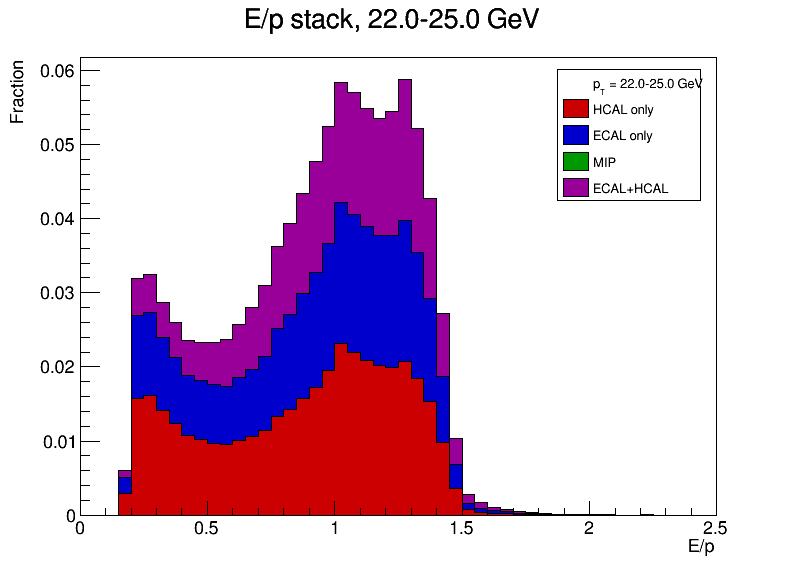 E/p stack, 22.0-25.0 GeV
Fraction
0.06
0.05
0.04
0.03
0.02
0.01
0
0 0.5 1 1.5 2 2.5
E/p
p_T = 22.0-25.0 GeV
HCAL only
ECAL only
MIP
ECAL+HCAL